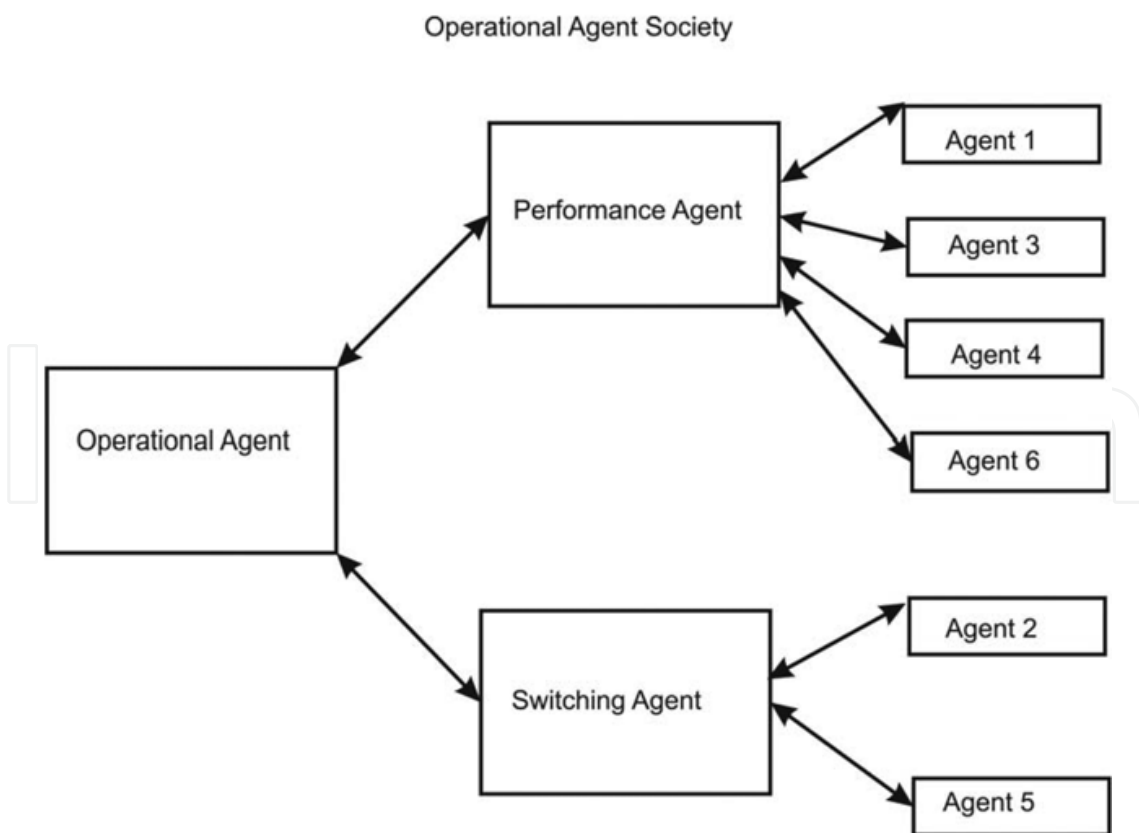 Operational Agent Society
Performance Agent
Agent 1
Agent 3
Agent 4
Agent 6
Operational Agent
Switching Agent
Agent 2
Agent 5